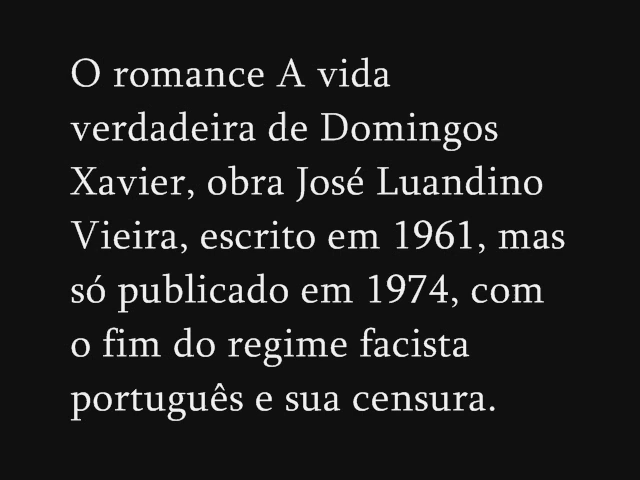 O romance A vida
verdadeira de Domingos
Xavier, obra José Luandino
Vieira, escrito em 1961, mas
só publicado em 1974, com
o fim do regime facista
português e sua censura.